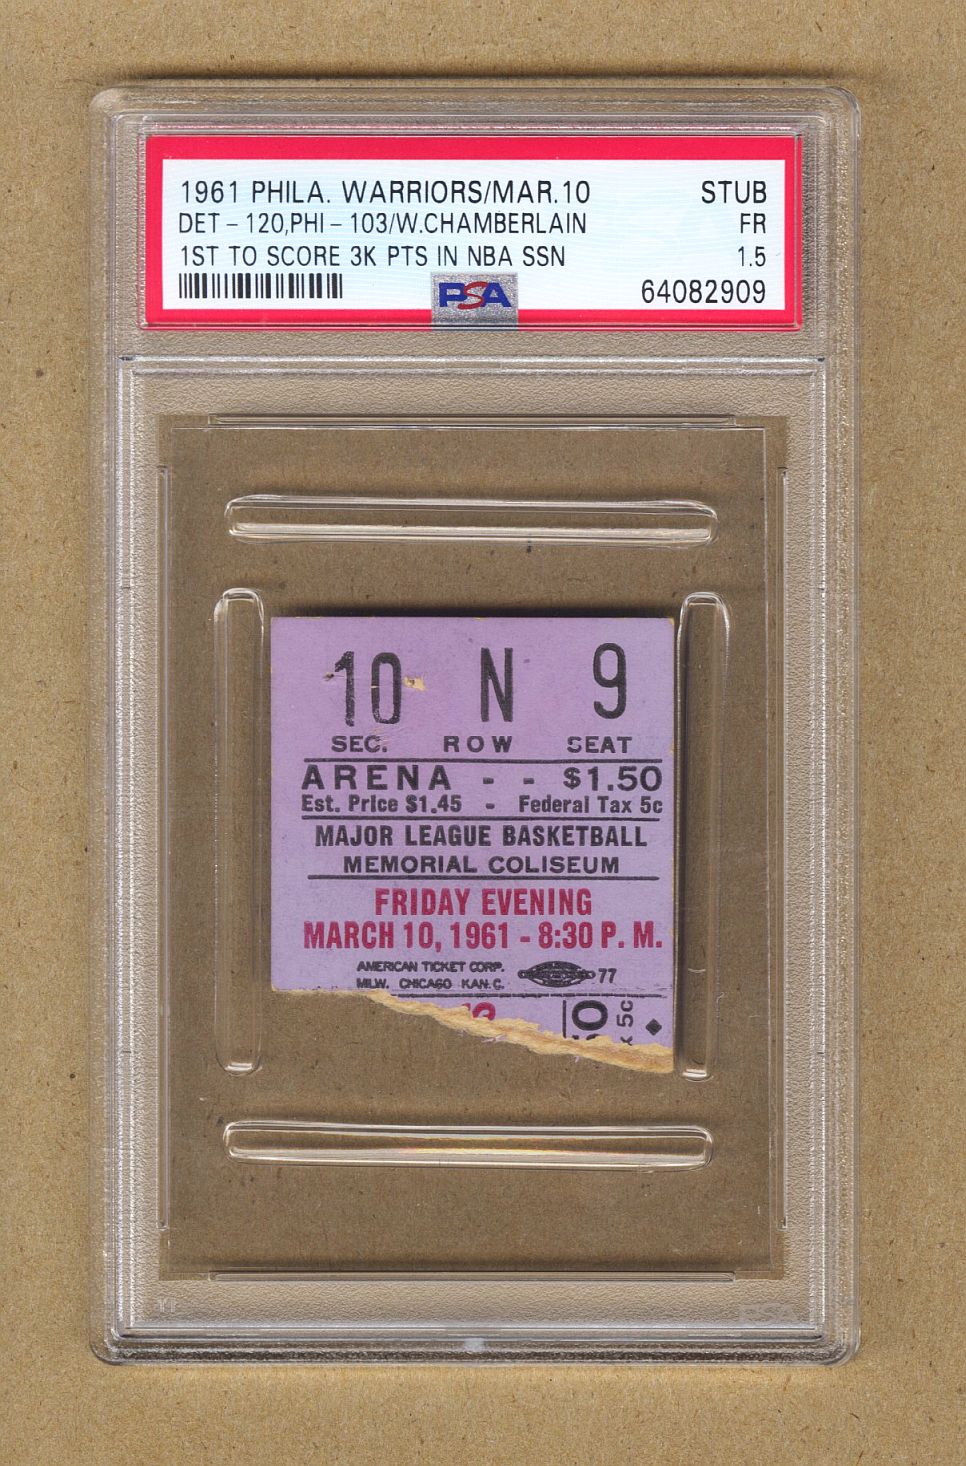 1961 PHILA. WARRIORS/MAR.10 STUB
DET - 120,PHI - 103/W.CHAMBERLAIN FR
1ST TO SCORE 3K PTS IN NBA SSN 1.5
PSA 64082909
10 N 9
SEC. ROW SEAT
ARENA - - $1.50
Est. Price $1.45 - Federal Tax 5c
MAJOR LEAGUE BASKETBALL
MEMORIAL COLISEUM
FRIDAY EVENING
MARCH 10, 1961 - 8:30 P. M.
AMERICAN TICKET CORP.
MILW. CHICAGO KAN. C. 77
50
x 5c